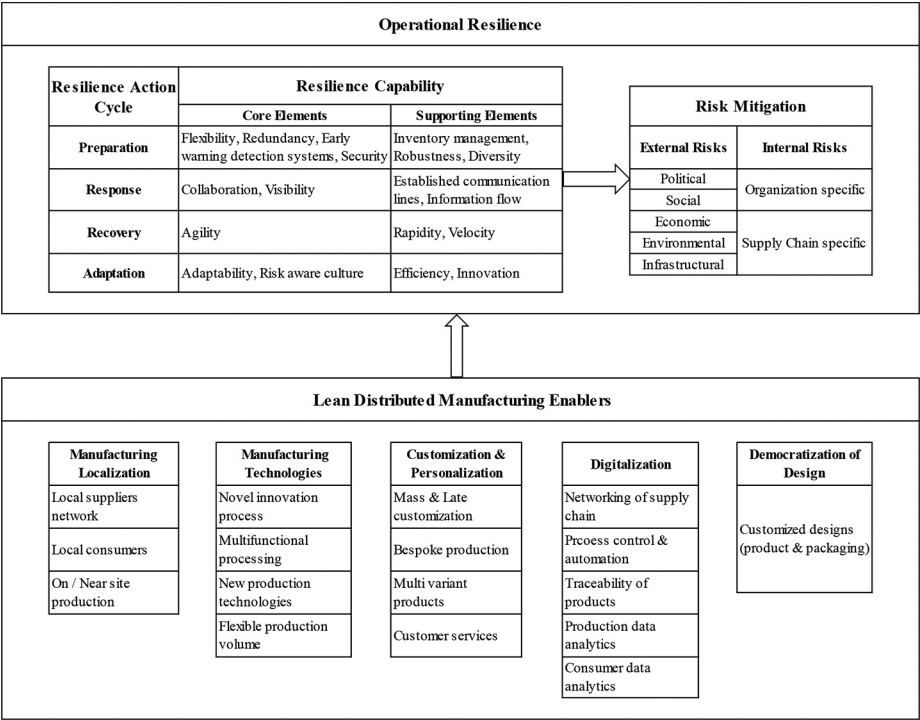 Operational Resilience
Resilience Action
Cycle
Resilience Capability
Core Elements
Supporting Elements
Preparation
Flexibility, Redundancy, Early
warning detection systems, Security
Inventory management,
Robustness, Diversity
Response
Collaboration, Visibility
Established communication
lines, Information flow
Recovery
Agility
Rapidity, Velocity
Adaptation
Adaptability, Risk aware culture
Efficiency, Innovation
Risk Mitigation
External Risks
Internal Risks
Political
Social
Economic
Environmental
Infrastructural
Organization specific
Supply Chain specific
Lean Distributed Manufacturing Enablers
Manufacturing
Localization
Local suppliers
network
Local consumers
On / Near site
production
Manufacturing
Technologies
Novel innovation
process
Multifunctional
processing
New production
technologies
Flexible production
volume
Customization &
Personalization
Mass & Late
customization
Bespoke production
Multi variant
products
Customer services
Digitalization
Networking of supply
chain
Prcoess control &
automation
Traceability of
products
Production data
analytics
Consumer data
analytics
Democratization of
Design
Customized designs
(product & packaging)